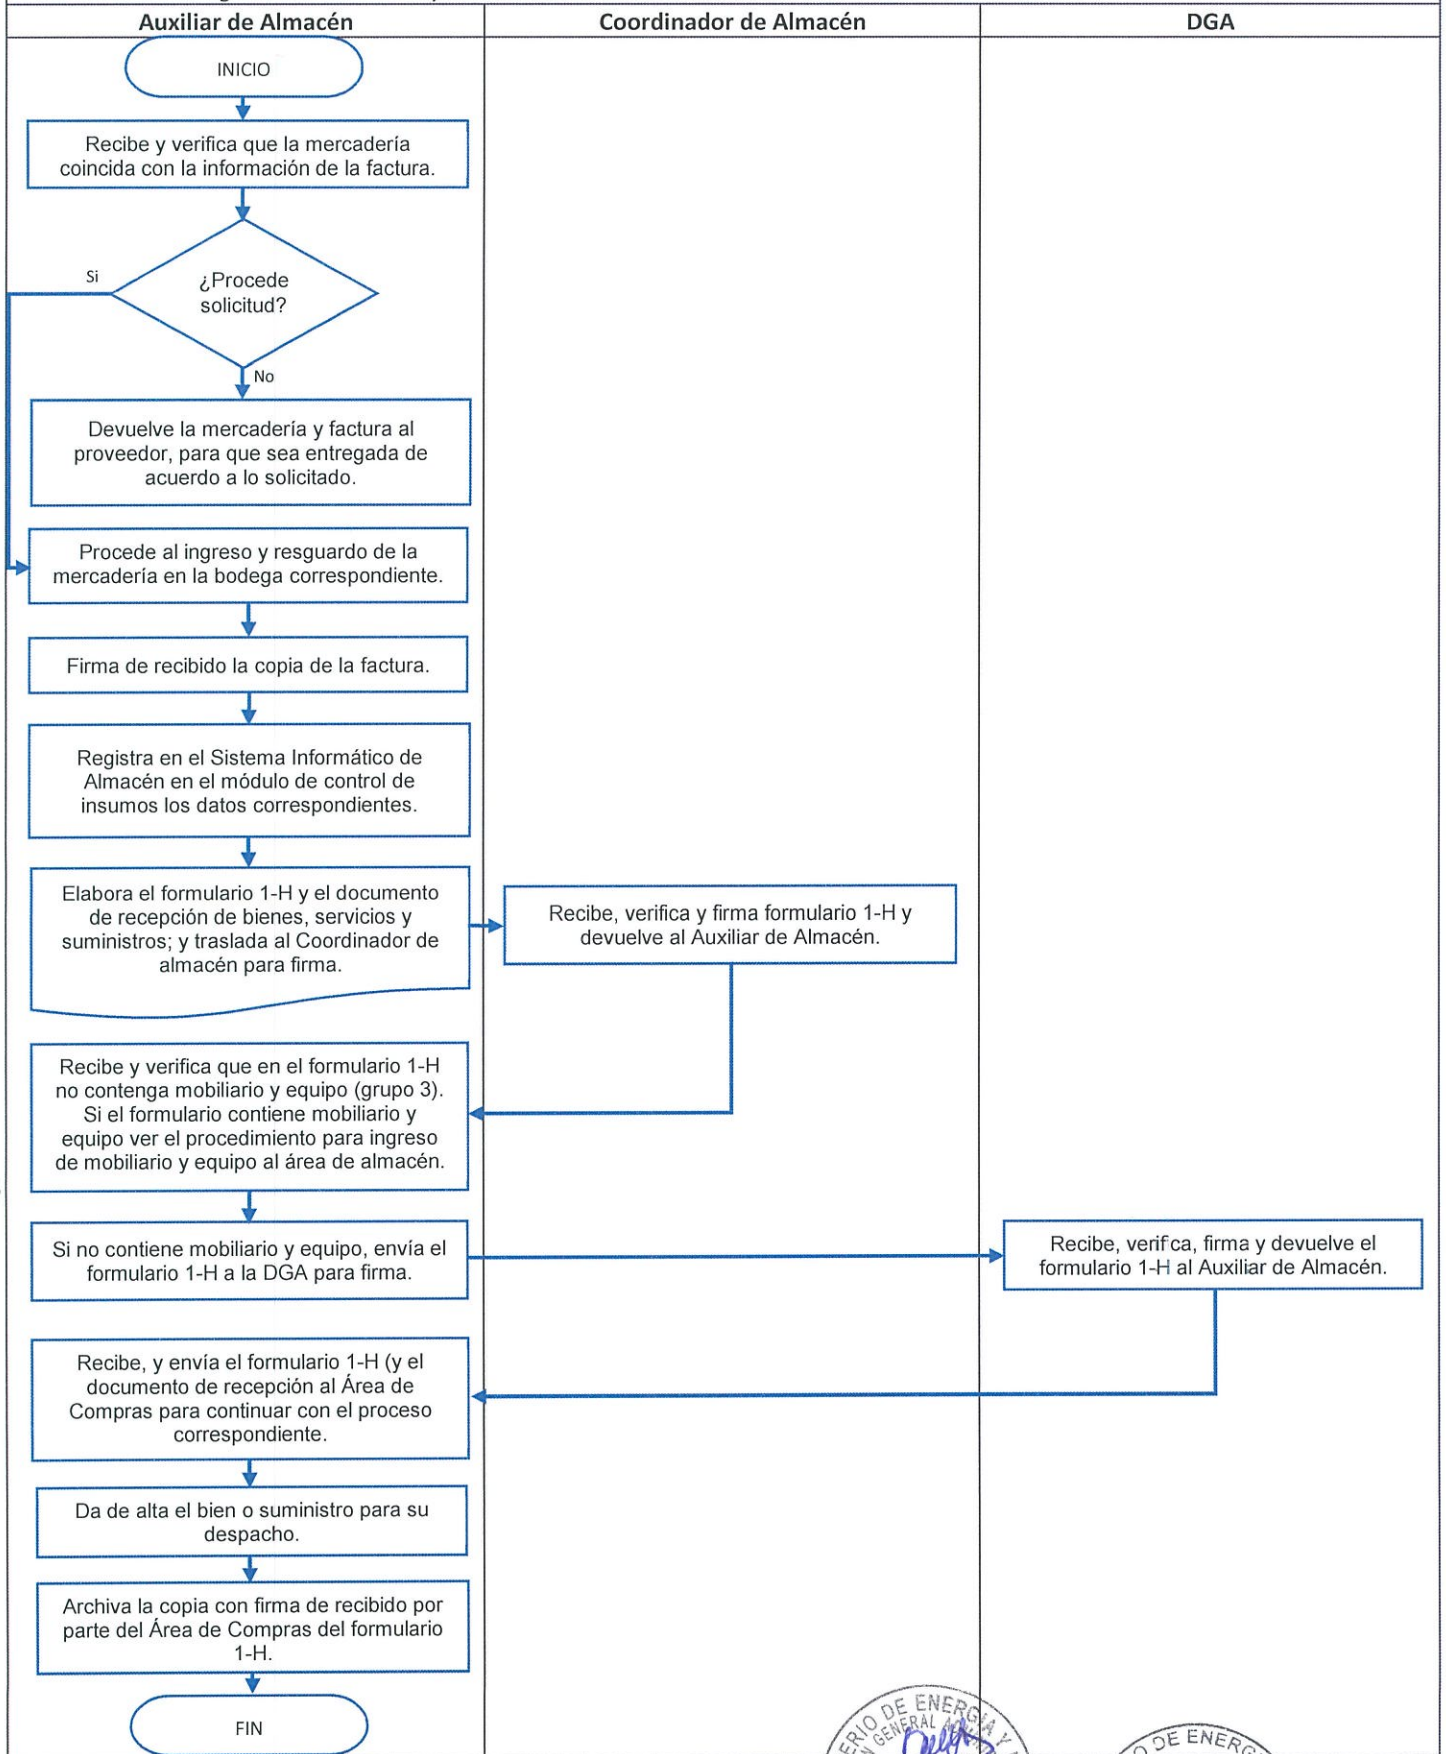 Auxiliar de Almacén
Coordinador de Almacén
DGA
INICIO
Recibe y verifica que la mercadería
coincida con la información de la factura.
¿Procede
solicitud?
Si
No
Devuelve la mercadería y factura al
proveedor, para que sea entregada de
acuerdo a lo solicitado.
Procede al ingreso y resguardo de la
mercadería en la bodega correspondiente.
Firma de recibido la copia de la factura.
Registra en el Sistema Informático de
Almacén en el módulo de control de
insumos los datos correspondientes.
Elabora el formulario 1-H y el documento
de recepción de bienes, servicios y
suministros; y traslada al Coordinador de
almacén para firma.
Recibe, verifica y firma formulario 1-H y
devuelve al Auxiliar de Almacén.
Recibe y verifica que en el formulario 1-H
no contenga mobiliario y equipo (grupo 3).
Si el formulario contiene mobiliario y
equipo ver el procedimiento para ingreso
de mobiliario y equipo al área de almacén.
Si no contiene mobiliario y equipo, envía el
formulario 1-H a la DGA para firma.
Recibe, verifica, firma y devuelve el
formulario 1-H al Auxiliar de Almacén.
Recibe, y envía el formulario 1-H (y el
documento de recepción al Área de
Compras para continuar con el proceso
correspondiente.
Da de alta el bien o suministro para su
despacho.
Archiva la copia con firma de recibido por
parte del Área de Compras del formulario
1-H.
FIN
DE ENERGIA Y
GENERAL
DE ENERG